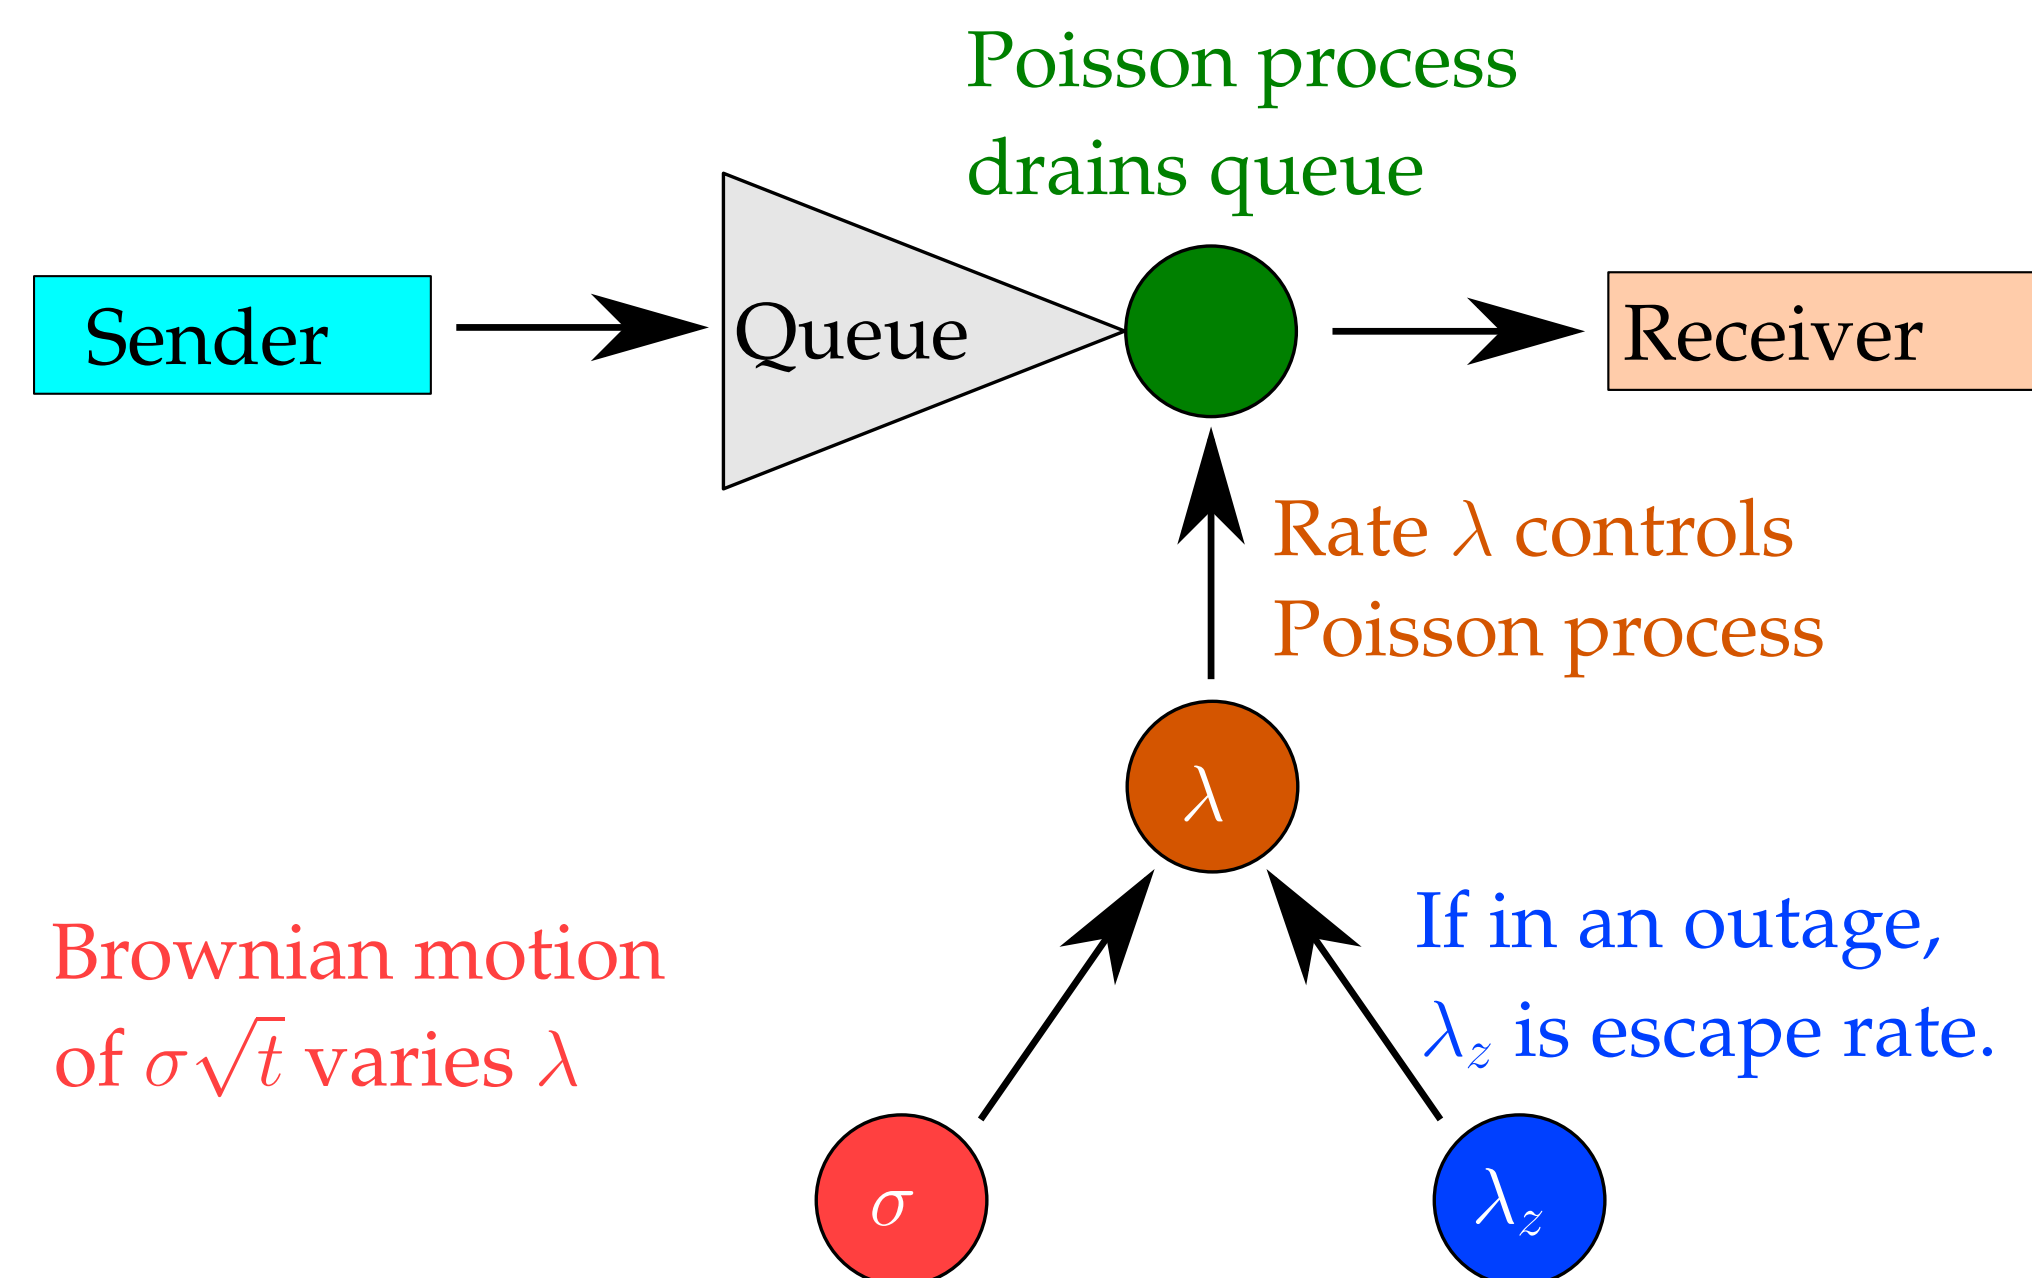 Poisson process
drains queue
Sender
Queue
Receiver
Rate λ controls
Poisson process
λ
If in an outage,
λ_z is escape rate.
Brownian motion
of σ√t varies λ
σ
λ_z